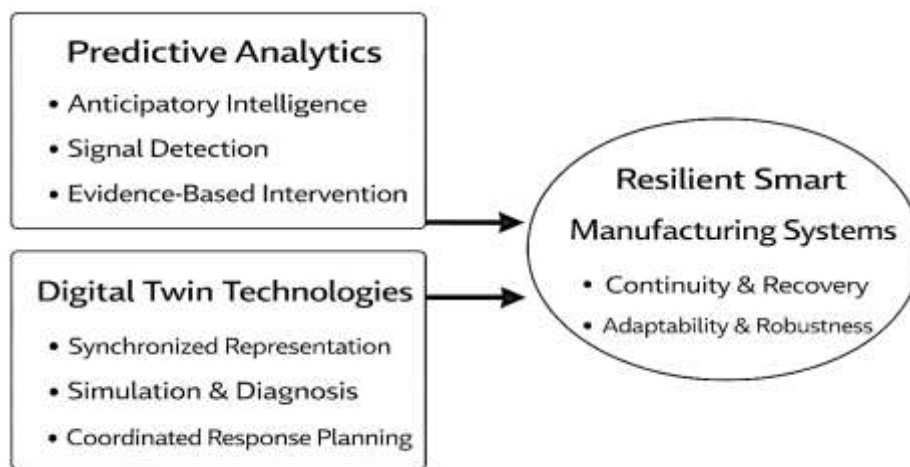 Predictive Analytics
• Anticipatory Intelligence
• Signal Detection
• Evidence-Based Intervention
Digital Twin Technologies
• Synchronized Representation
• Simulation & Diagnosis
• Coordinated Response Planning
Resilient Smart
Manufacturing Systems
• Continuity & Recovery
• Adaptability & Robustness